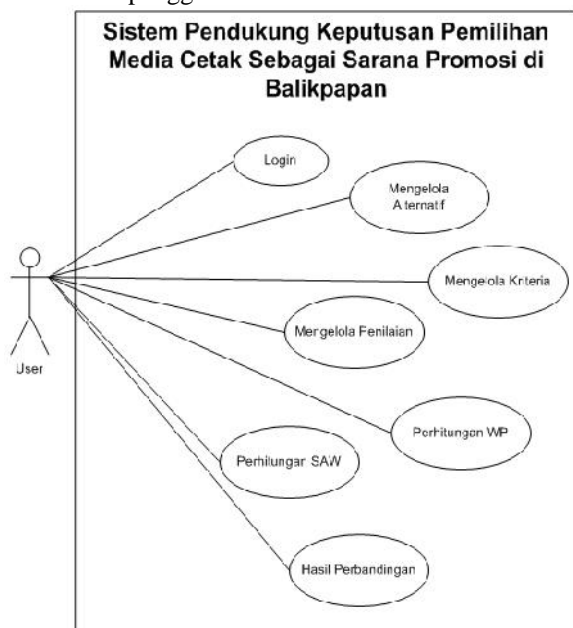 Sistem Pendukung Keputusan Pemilihan
Media Cetak Sebagai Sarana Promosi di
Balikpapan
Login
Mengelola
Alternatif
Mengelola Kriteria
Mengelola Penilaian
User
Perhitungan WP
Perhitungan SAW
Hasil Perbandingan